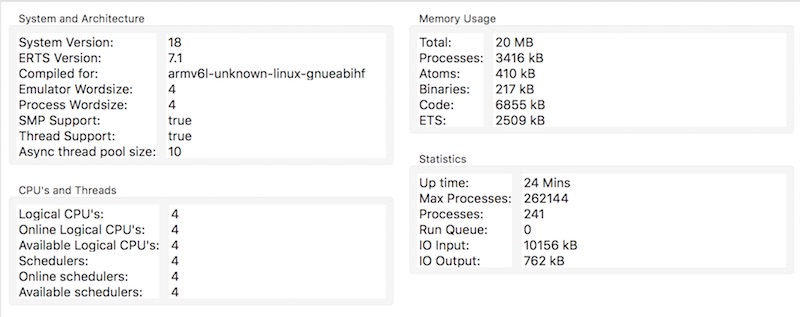 System and Architecture
System Version: 18
ERTS Version: 7.1
Compiled for: armv6l-unknown-linux-gnueabihf
Emulator Wordsize: 4
Process Wordsize: 4
SMP Support: true
Thread Support: true
Async thread pool size: 10
CPU's and Threads
Logical CPU's: 4
Online Logical CPU's: 4
Available Logical CPU's: 4
Schedulers: 4
Online schedulers: 4
Available schedulers: 4
Memory Usage
Total: 20 MB
Processes: 3416 kB
Atoms: 410 kB
Binaries: 217 kB
Code: 6855 kB
ETS: 2509 kB
Statistics
Up time: 24 Mins
Max Processes: 262144
Processes: 241
Run Queue: 0
IO Input: 10156 kB
IO Output: 762 kB